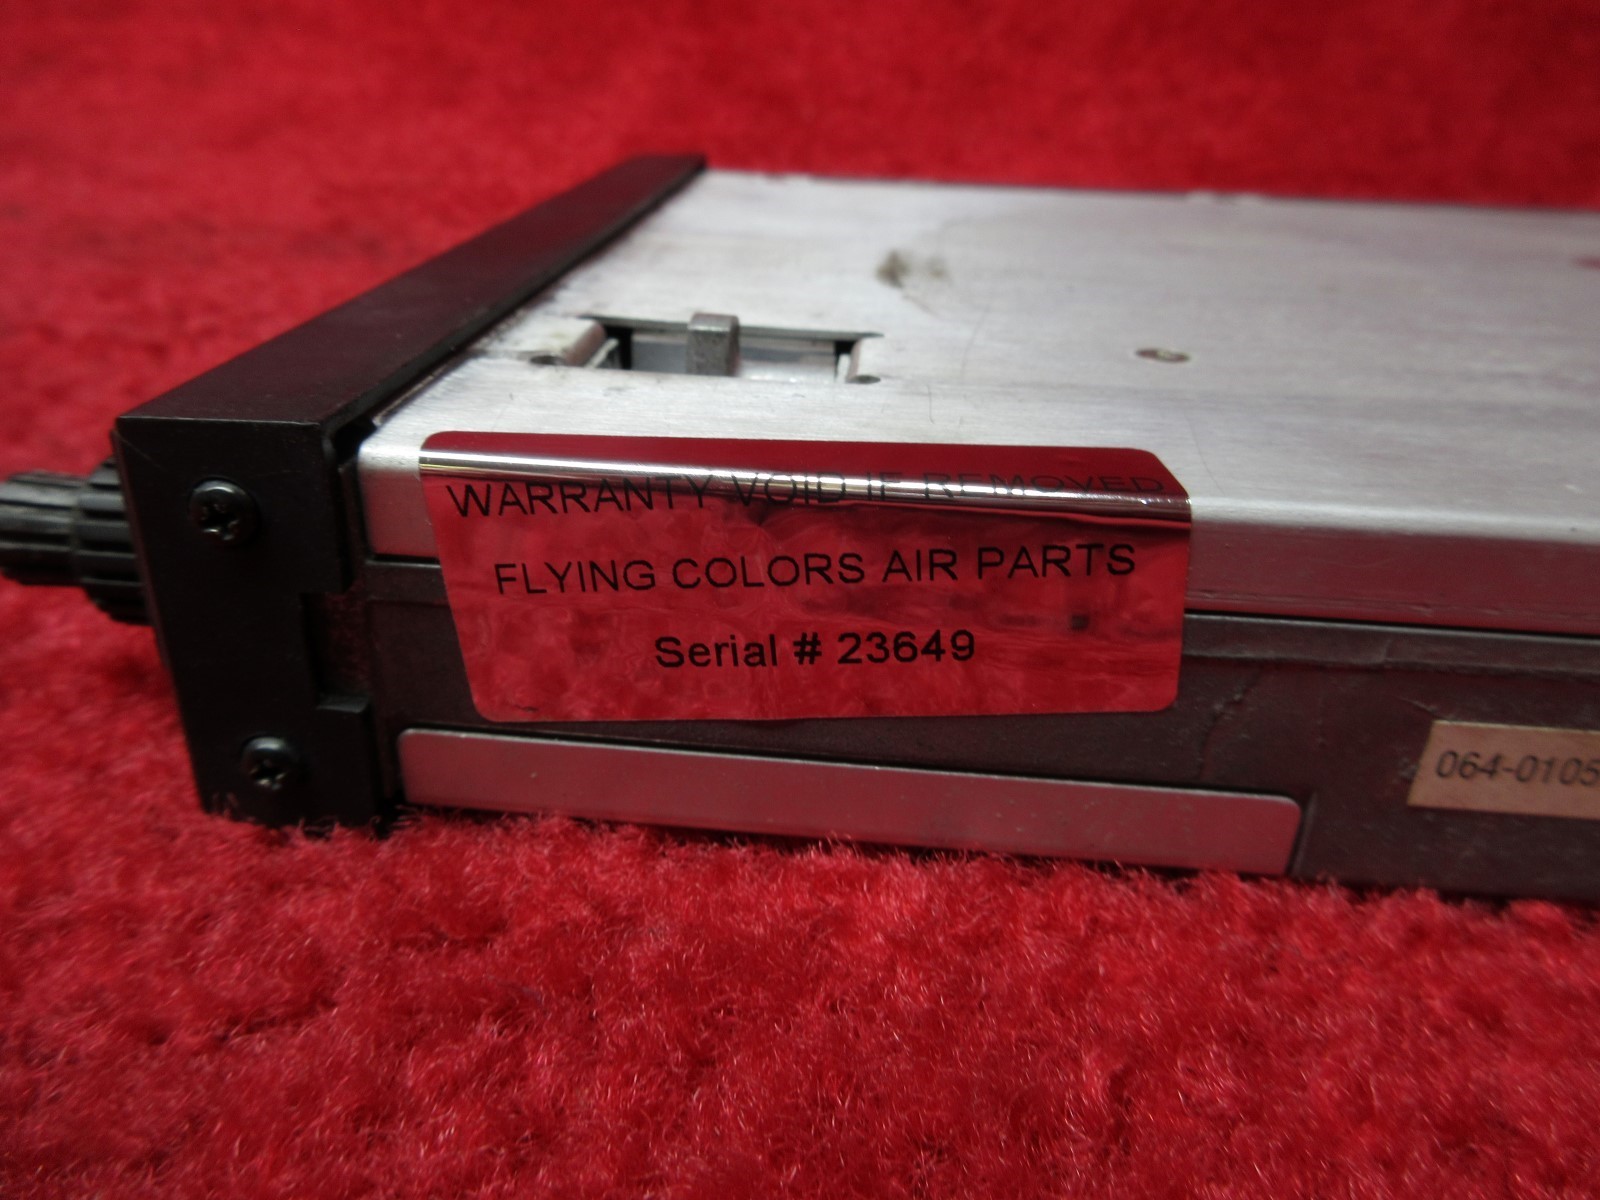 WARRANTY VOID IF REMOVED
FLYING COLORS AIR PARTS
Serial # 23649
064-0105